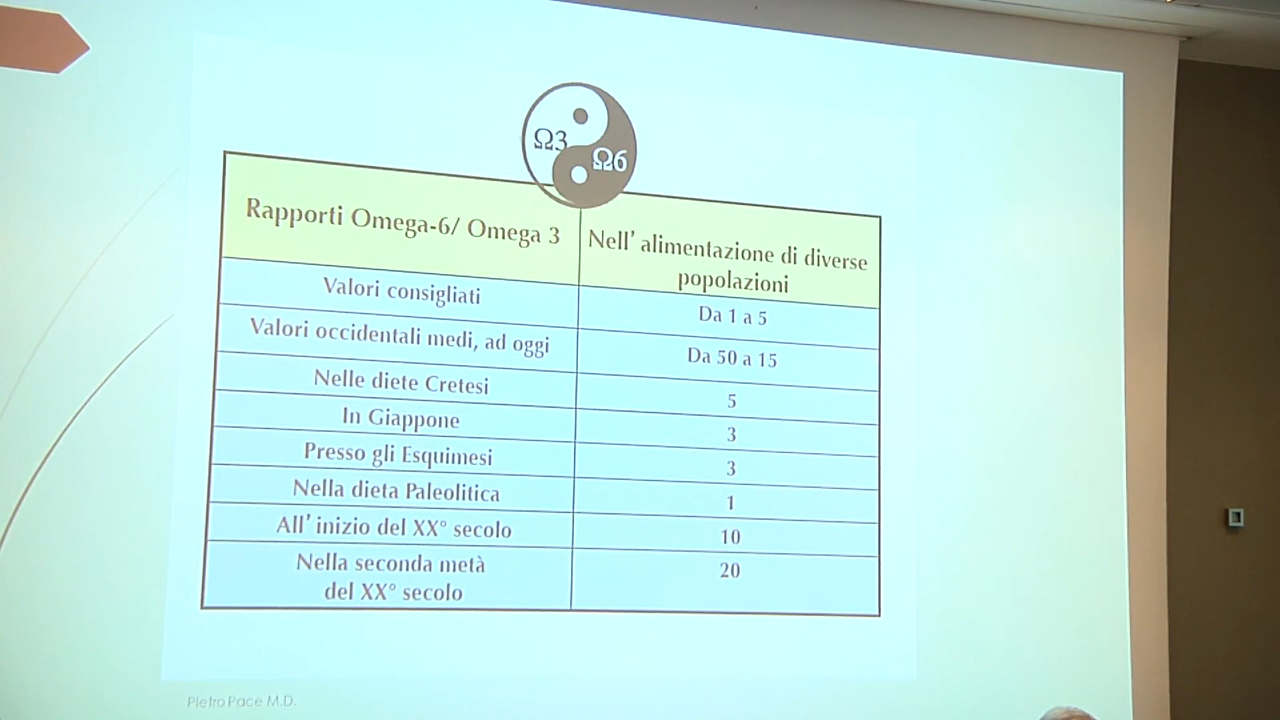 Ω3
Ω6
Rapporti Omega-6/ Omega 3
Nell' alimentazione di diverse
popolazioni
Valori consigliati
Da 1 a 5
Valori occidentali medi, ad oggi
Da 50 a 15
Nelle diete Cretesi
5
In Giappone
3
Presso gli Esquimesi
3
Nella dieta Paleolitica
1
All' inizio del XX° secolo
10
Nella seconda metà
del XX° secolo
20
Pietro Pace M.D.